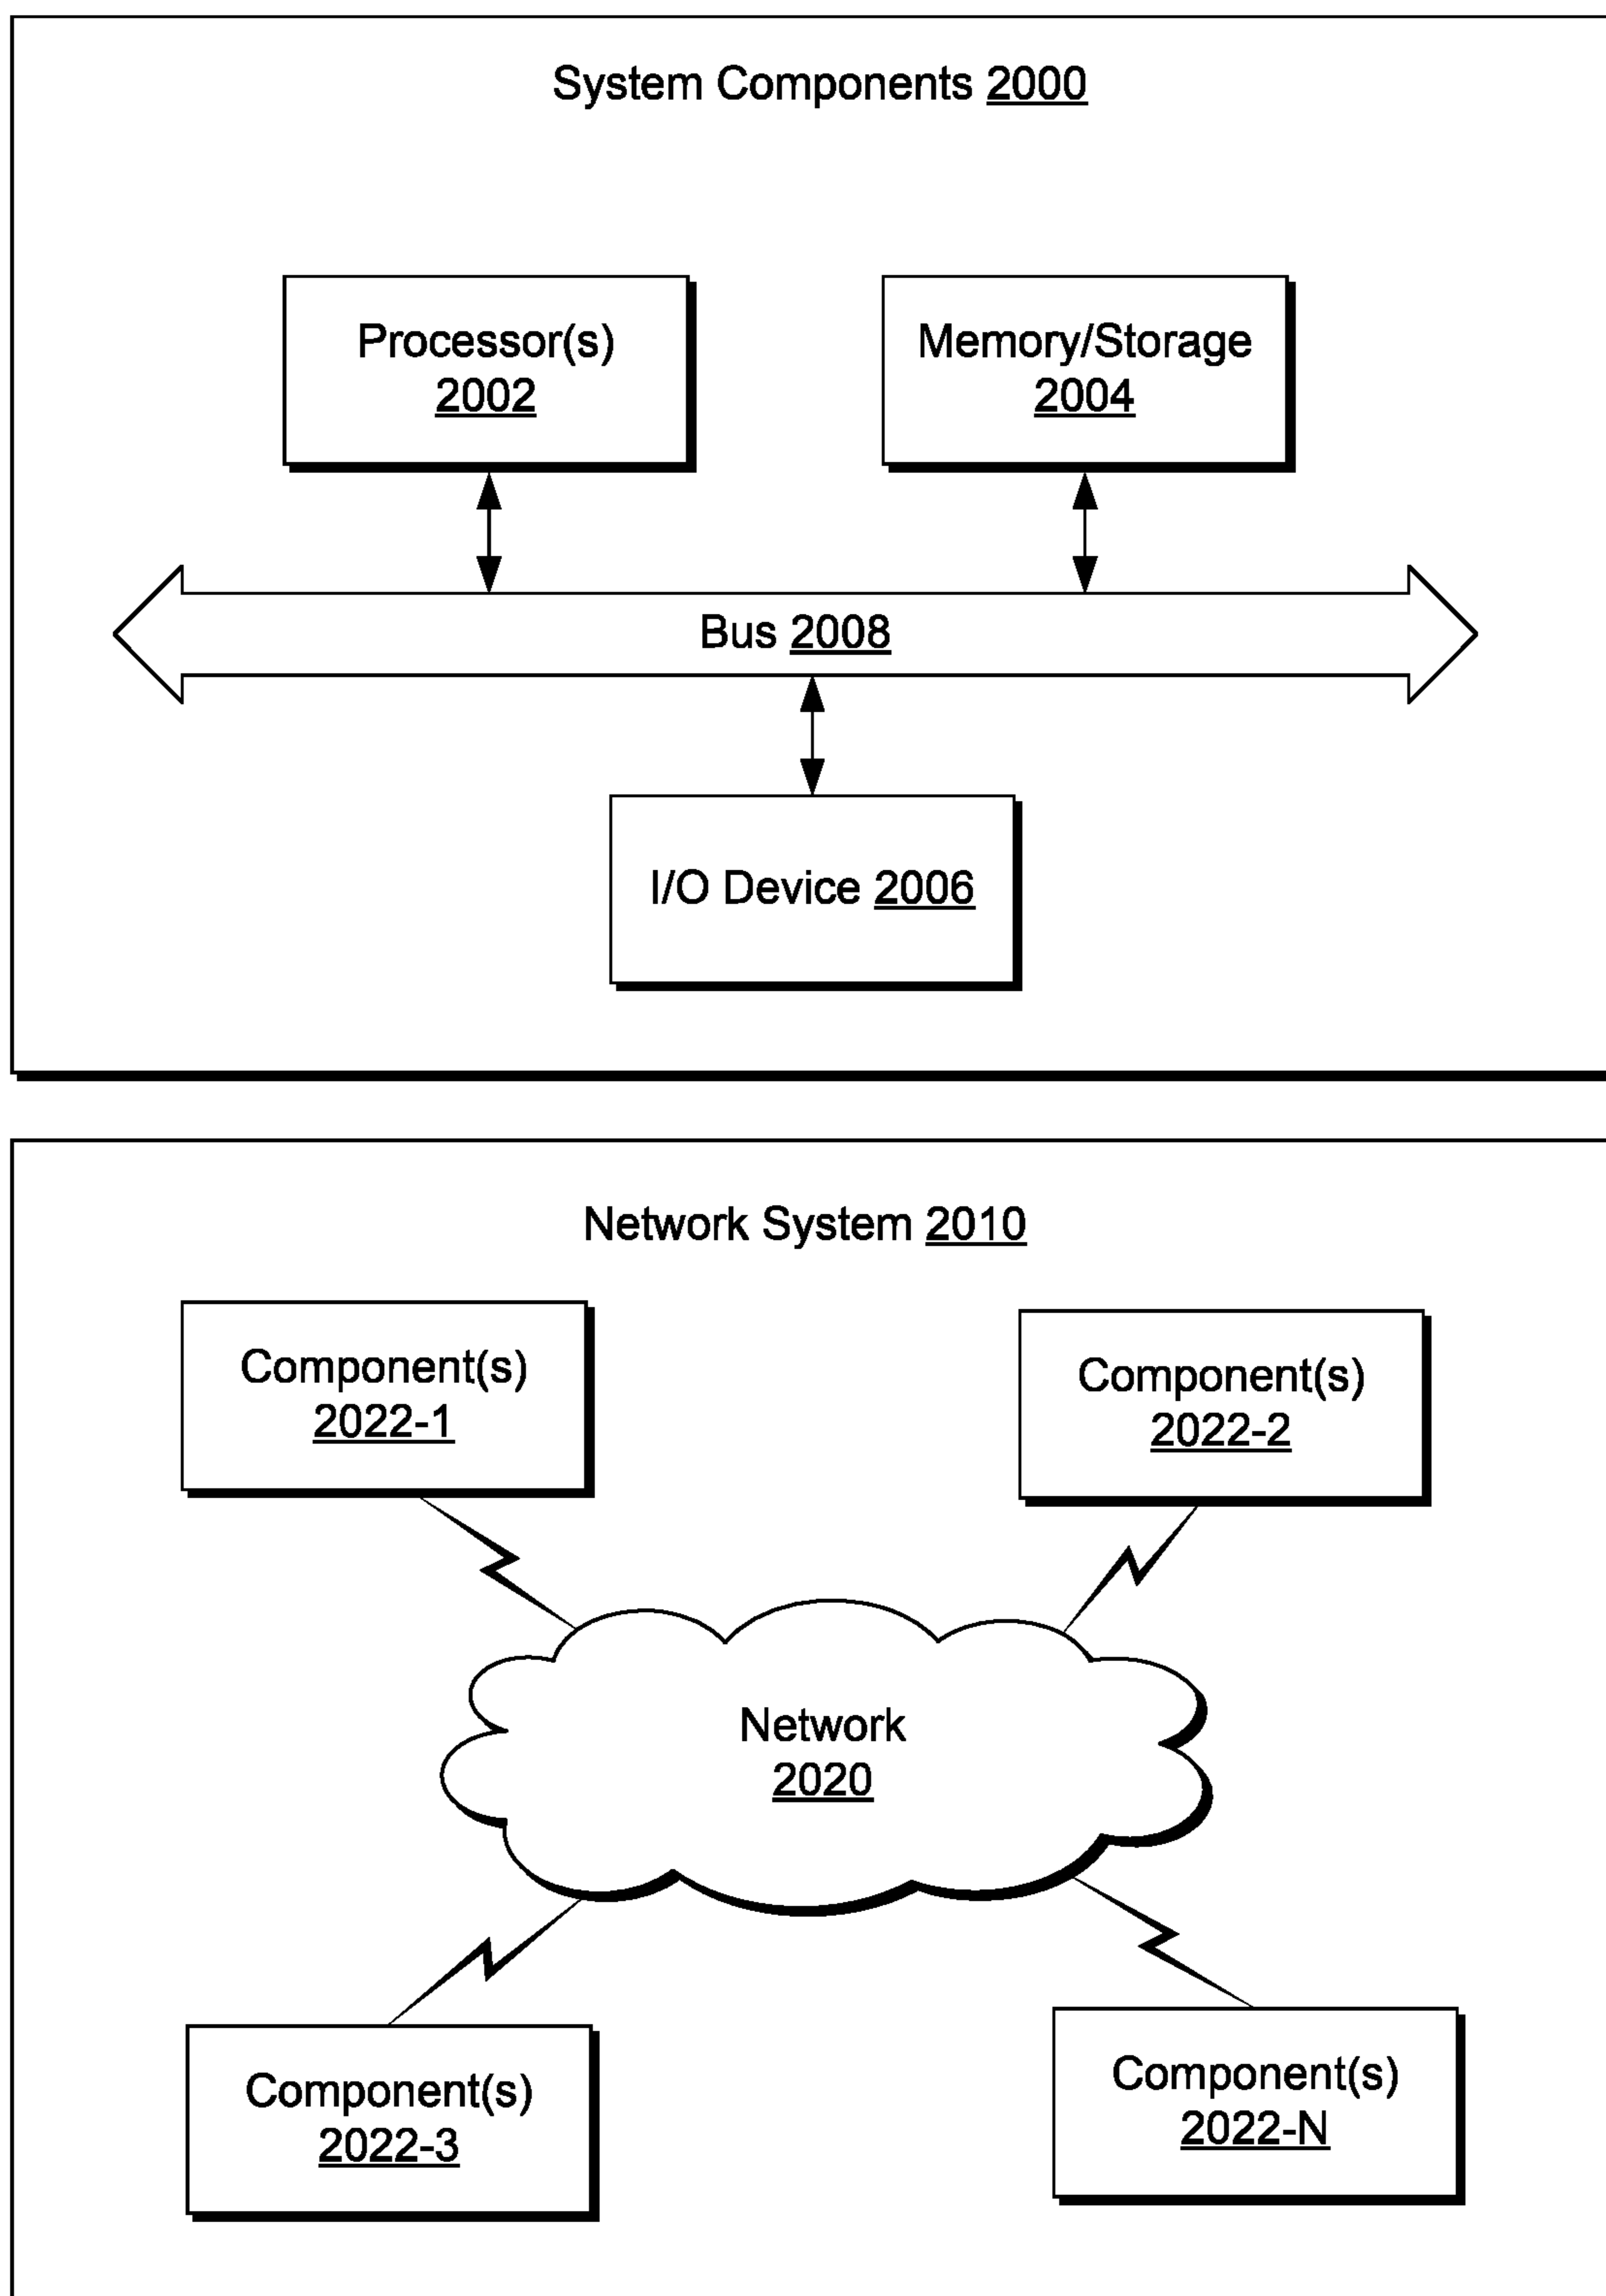 System Components 2000
Processor(s)
2002
Memory/Storage
2004
Bus 2008
I/O Device 2006
Network System 2010
Component(s)
2022-1
Component(s)
2022-2
Network
2020
Component(s)
2022-3
Component(s)
2022-N